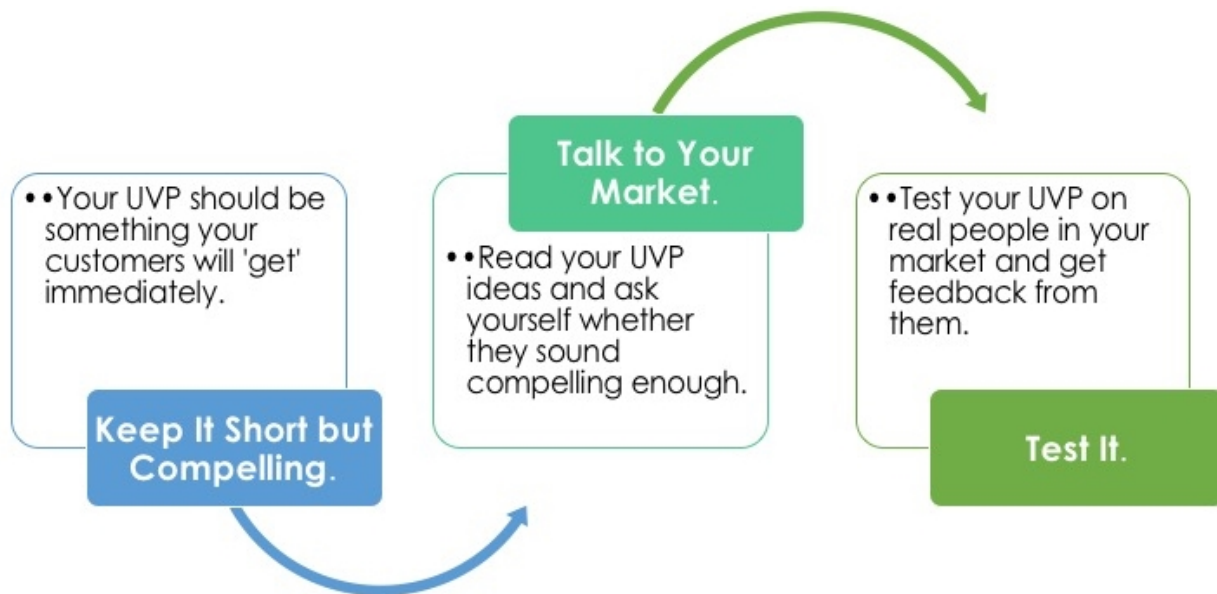 ••Your UVP should be
something your
customers will 'get'
immediately.
Keep It Short but
Compelling.
Talk to Your
Market.
••Read your UVP
ideas and ask
yourself whether
they sound
compelling enough.
••Test your UVP on
real people in your
market and get
feedback from
them.
Test It.